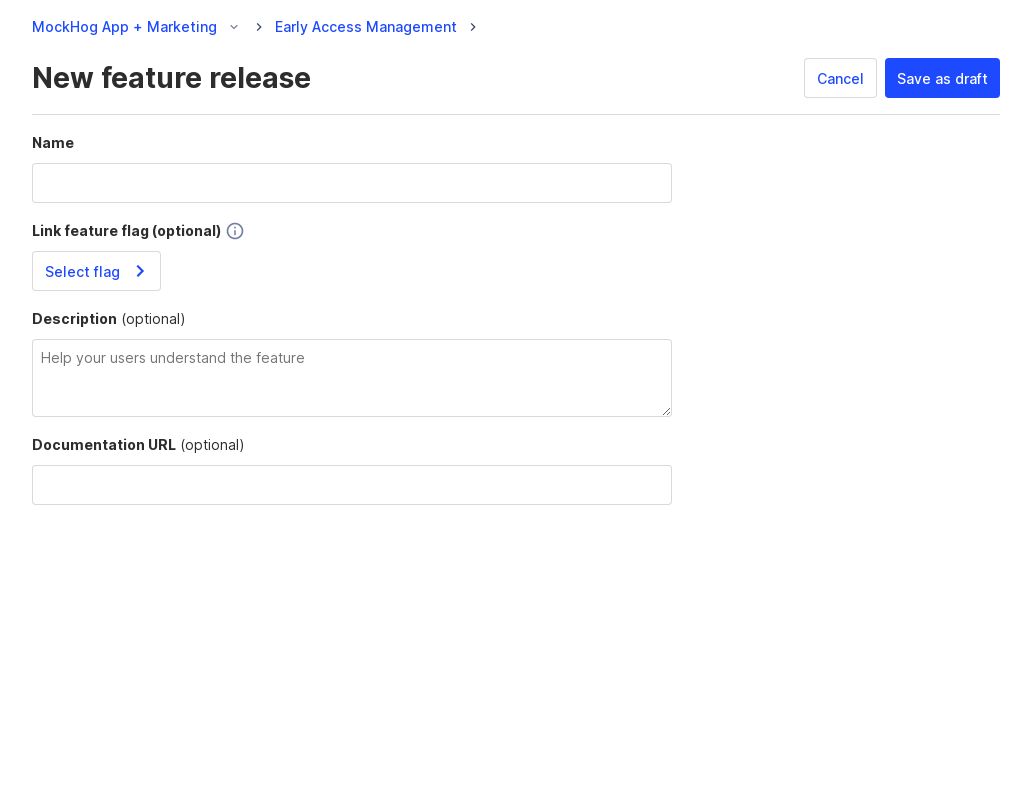 MockHog App + Marketing Early Access Management
New feature release
Cancel
Save as draft
Name
Link feature flag (optional)
Select flag
Description (optional)
Help your users understand the feature
Documentation URL (optional)